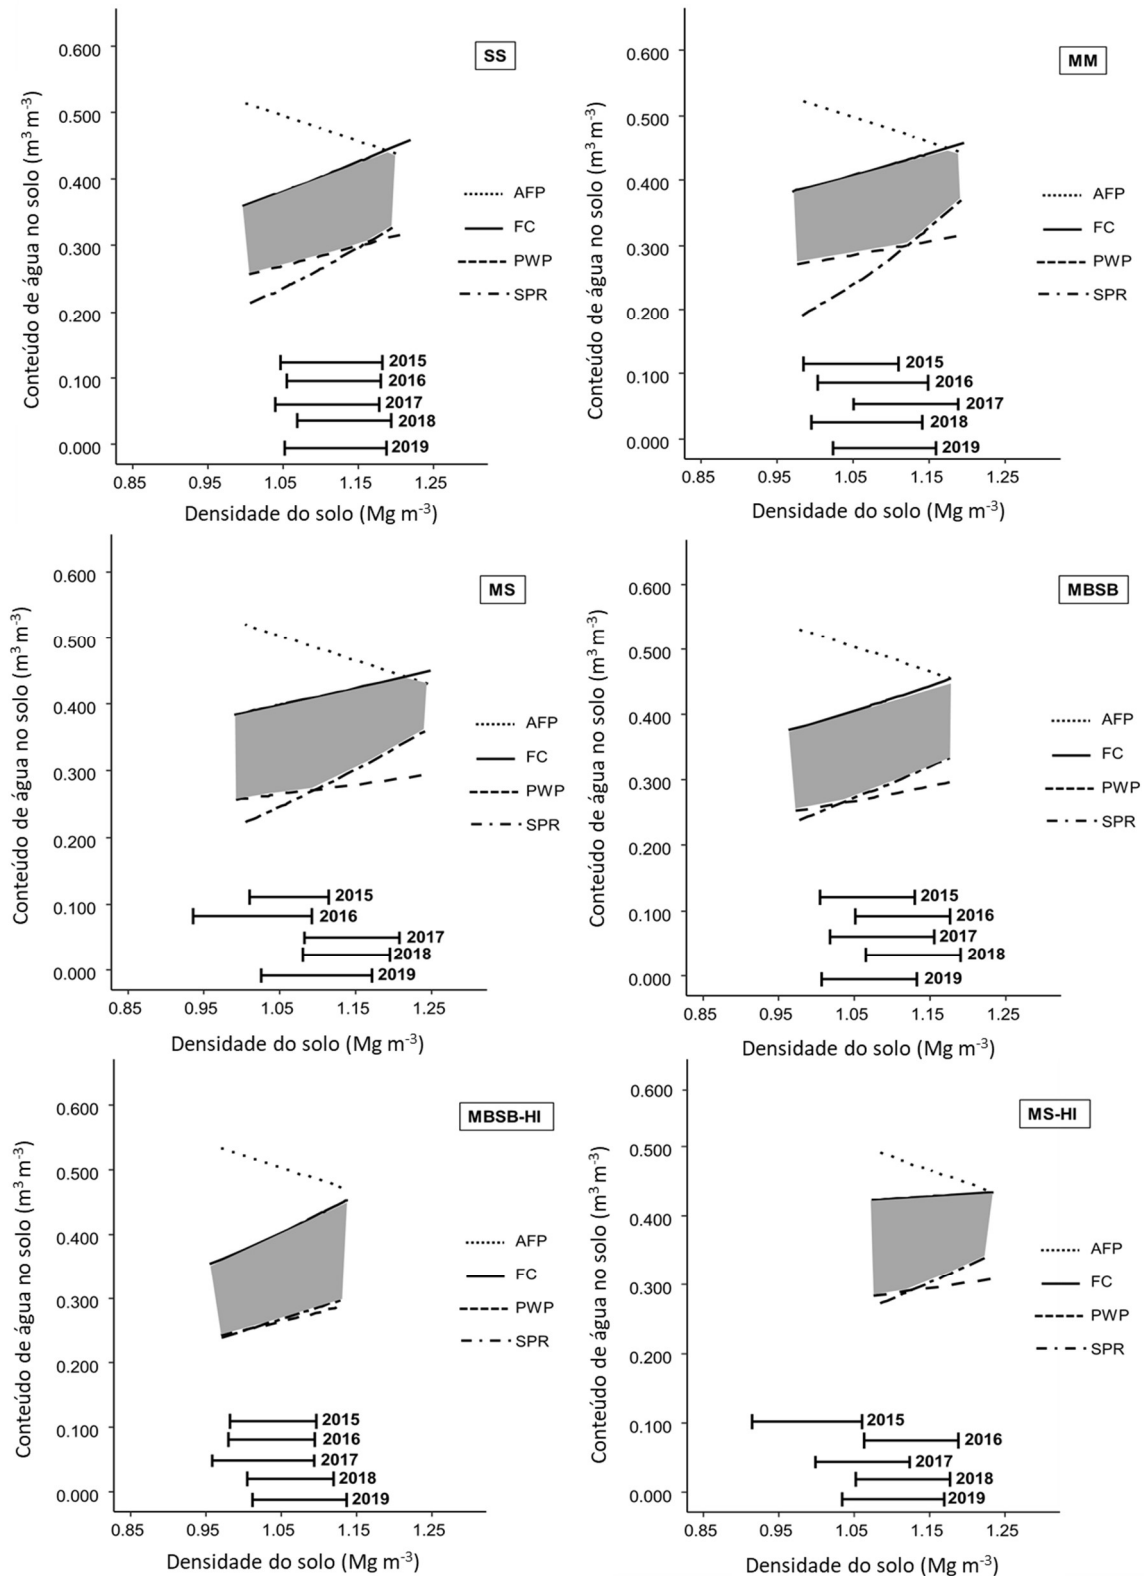 SS
Conteúdo de água no solo (m³ m⁻³)
0.600
0.500
0.400
0.300
0.200
0.100
0.000
AFP
FC
PWP
SPR
2015
2016
2017
2018
2019
0.85 0.95 1.05 1.15 1.25
Densidade do solo (Mg m⁻³)
MM
Conteúdo de água no solo (m³ m⁻³)
0.600
0.500
0.400
0.300
0.200
0.100
0.000
AFP
FC
PWP
SPR
2015
2016
2017
2018
2019
0.85 0.95 1.05 1.15 1.25
Densidade do solo (Mg m⁻³)
MS
Conteúdo de água no solo (m³ m⁻³)
0.600
0.500
0.400
0.300
0.200
0.100
0.000
AFP
FC
PWP
SPR
2015
2016
2017
2018
2019
0.85 0.95 1.05 1.15 1.25
Densidade do solo (Mg m⁻³)
MBSB
Conteúdo de água no solo (m³ m⁻³)
0.600
0.500
0.400
0.300
0.200
0.100
0.000
AFP
FC
PWP
SPR
2015
2016
2017
2018
2019
0.85 0.95 1.05 1.15 1.25
Densidade do solo (Mg m⁻³)
MBSB-HI
Conteúdo de água no solo (m³ m⁻³)
0.600
0.500
0.400
0.300
0.200
0.100
0.000
AFP
FC
PWP
SPR
2015
2016
2017
2018
2019
0.85 0.95 1.05 1.15 1.25
Densidade do solo (Mg m⁻³)
MS-HI
Conteúdo de água no solo (m³ m⁻³)
0.600
0.500
0.400
0.300
0.200
0.100
0.000
AFP
FC
PWP
SPR
2015
2016
2017
2018
2019
0.85 0.95 1.05 1.15 1.25
Densidade do solo (Mg m⁻³)